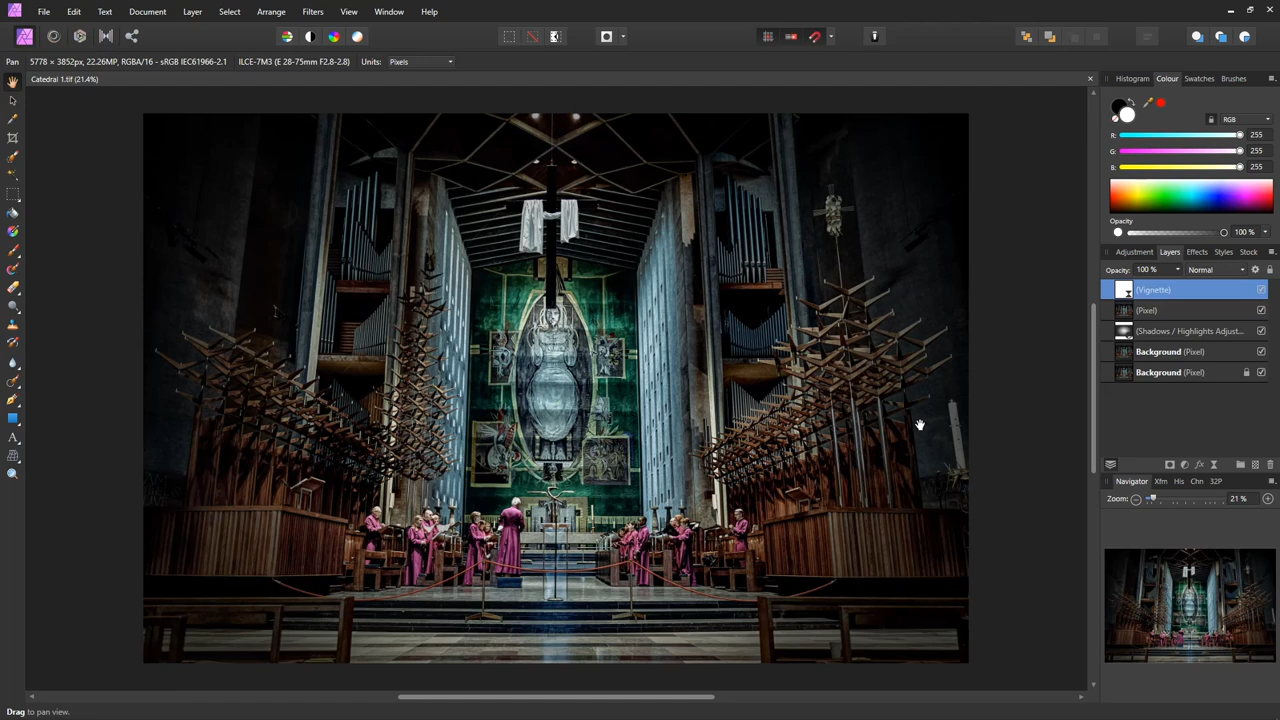 File Edit Text Document Layer Select Arrange Filters View Window Help
Pan 5778 × 3852px, 22.26MP, RGBA/16 - sRGB IEC61966-2.1 ILCE-7M3 (E 28-75mm F2.8-2.8) Units: Pixels
Catedral 1.tif (21.4%)
Histogram Colour Swatches Brushes
RGB
R: 255
G: 255
B: 255
Opacity
100 %
Adjustment Layers Effects Styles Stock
Opacity: 100 % Normal
(Vignette)
(Pixel)
(Shadows / Highlights Adjust...
Background (Pixel)
Background (Pixel)
fx
Navigator Xfm His Chn 32P
Zoom: 21 %
Drag to pan view.